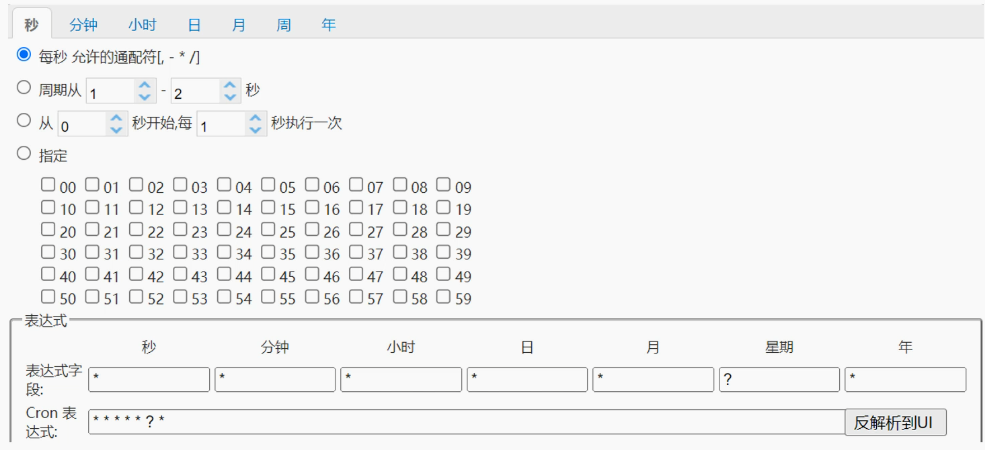 秒 分钟 小时 日 月 周 年
每秒 允许的通配符[, - * /]
周期从 1 - 2 秒
从 0 秒开始,每 1 秒执行一次
指定
00 01 02 03 04 05 06 07 08 09
10 11 12 13 14 15 16 17 18 19
20 21 22 23 24 25 26 27 28 29
30 31 32 33 34 35 36 37 38 39
40 41 42 43 44 45 46 47 48 49
50 51 52 53 54 55 56 57 58 59
表达式
秒 分钟 小时 日 月 星期 年
表达式字
段: * * * * * ? *
Cron 表
达式: * * * * * ? * 反解析到UI